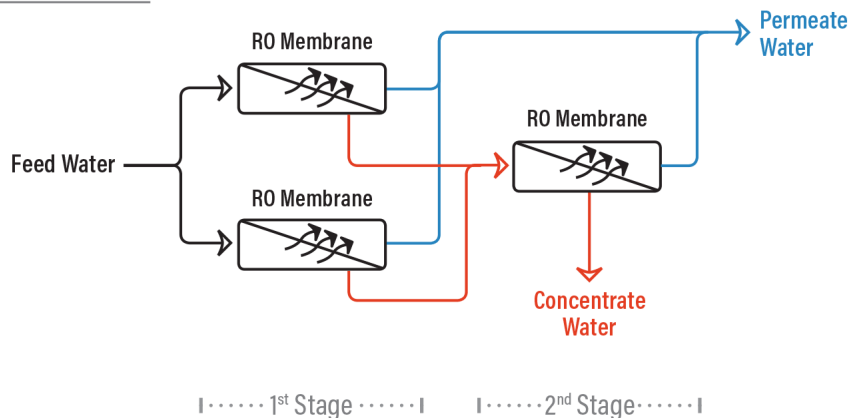 Permeate
Water
RO Membrane
RO Membrane
Feed Water
RO Membrane
Concentrate
Water
1st Stage
2nd Stage